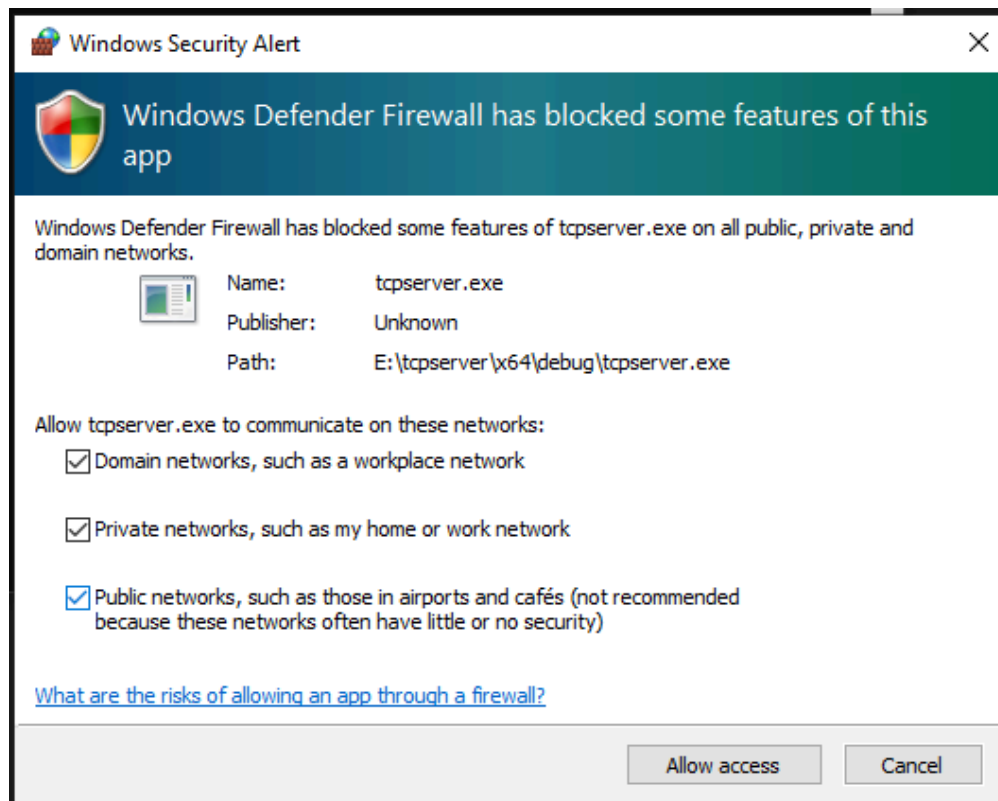 Windows Security Alert
Windows Defender Firewall has blocked some features of this
app
Windows Defender Firewall has blocked some features of tcpserver.exe on all public, private and
domain networks.
Name: tcpserver.exe
Publisher: Unknown
Path: E:\tcpserver\x64\debug\tcpserver.exe
Allow tcpserver.exe to communicate on these networks:
Domain networks, such as a workplace network
Private networks, such as my home or work network
Public networks, such as those in airports and cafés (not recommended
because these networks often have little or no security)
What are the risks of allowing an app through a firewall?
Allow access Cancel